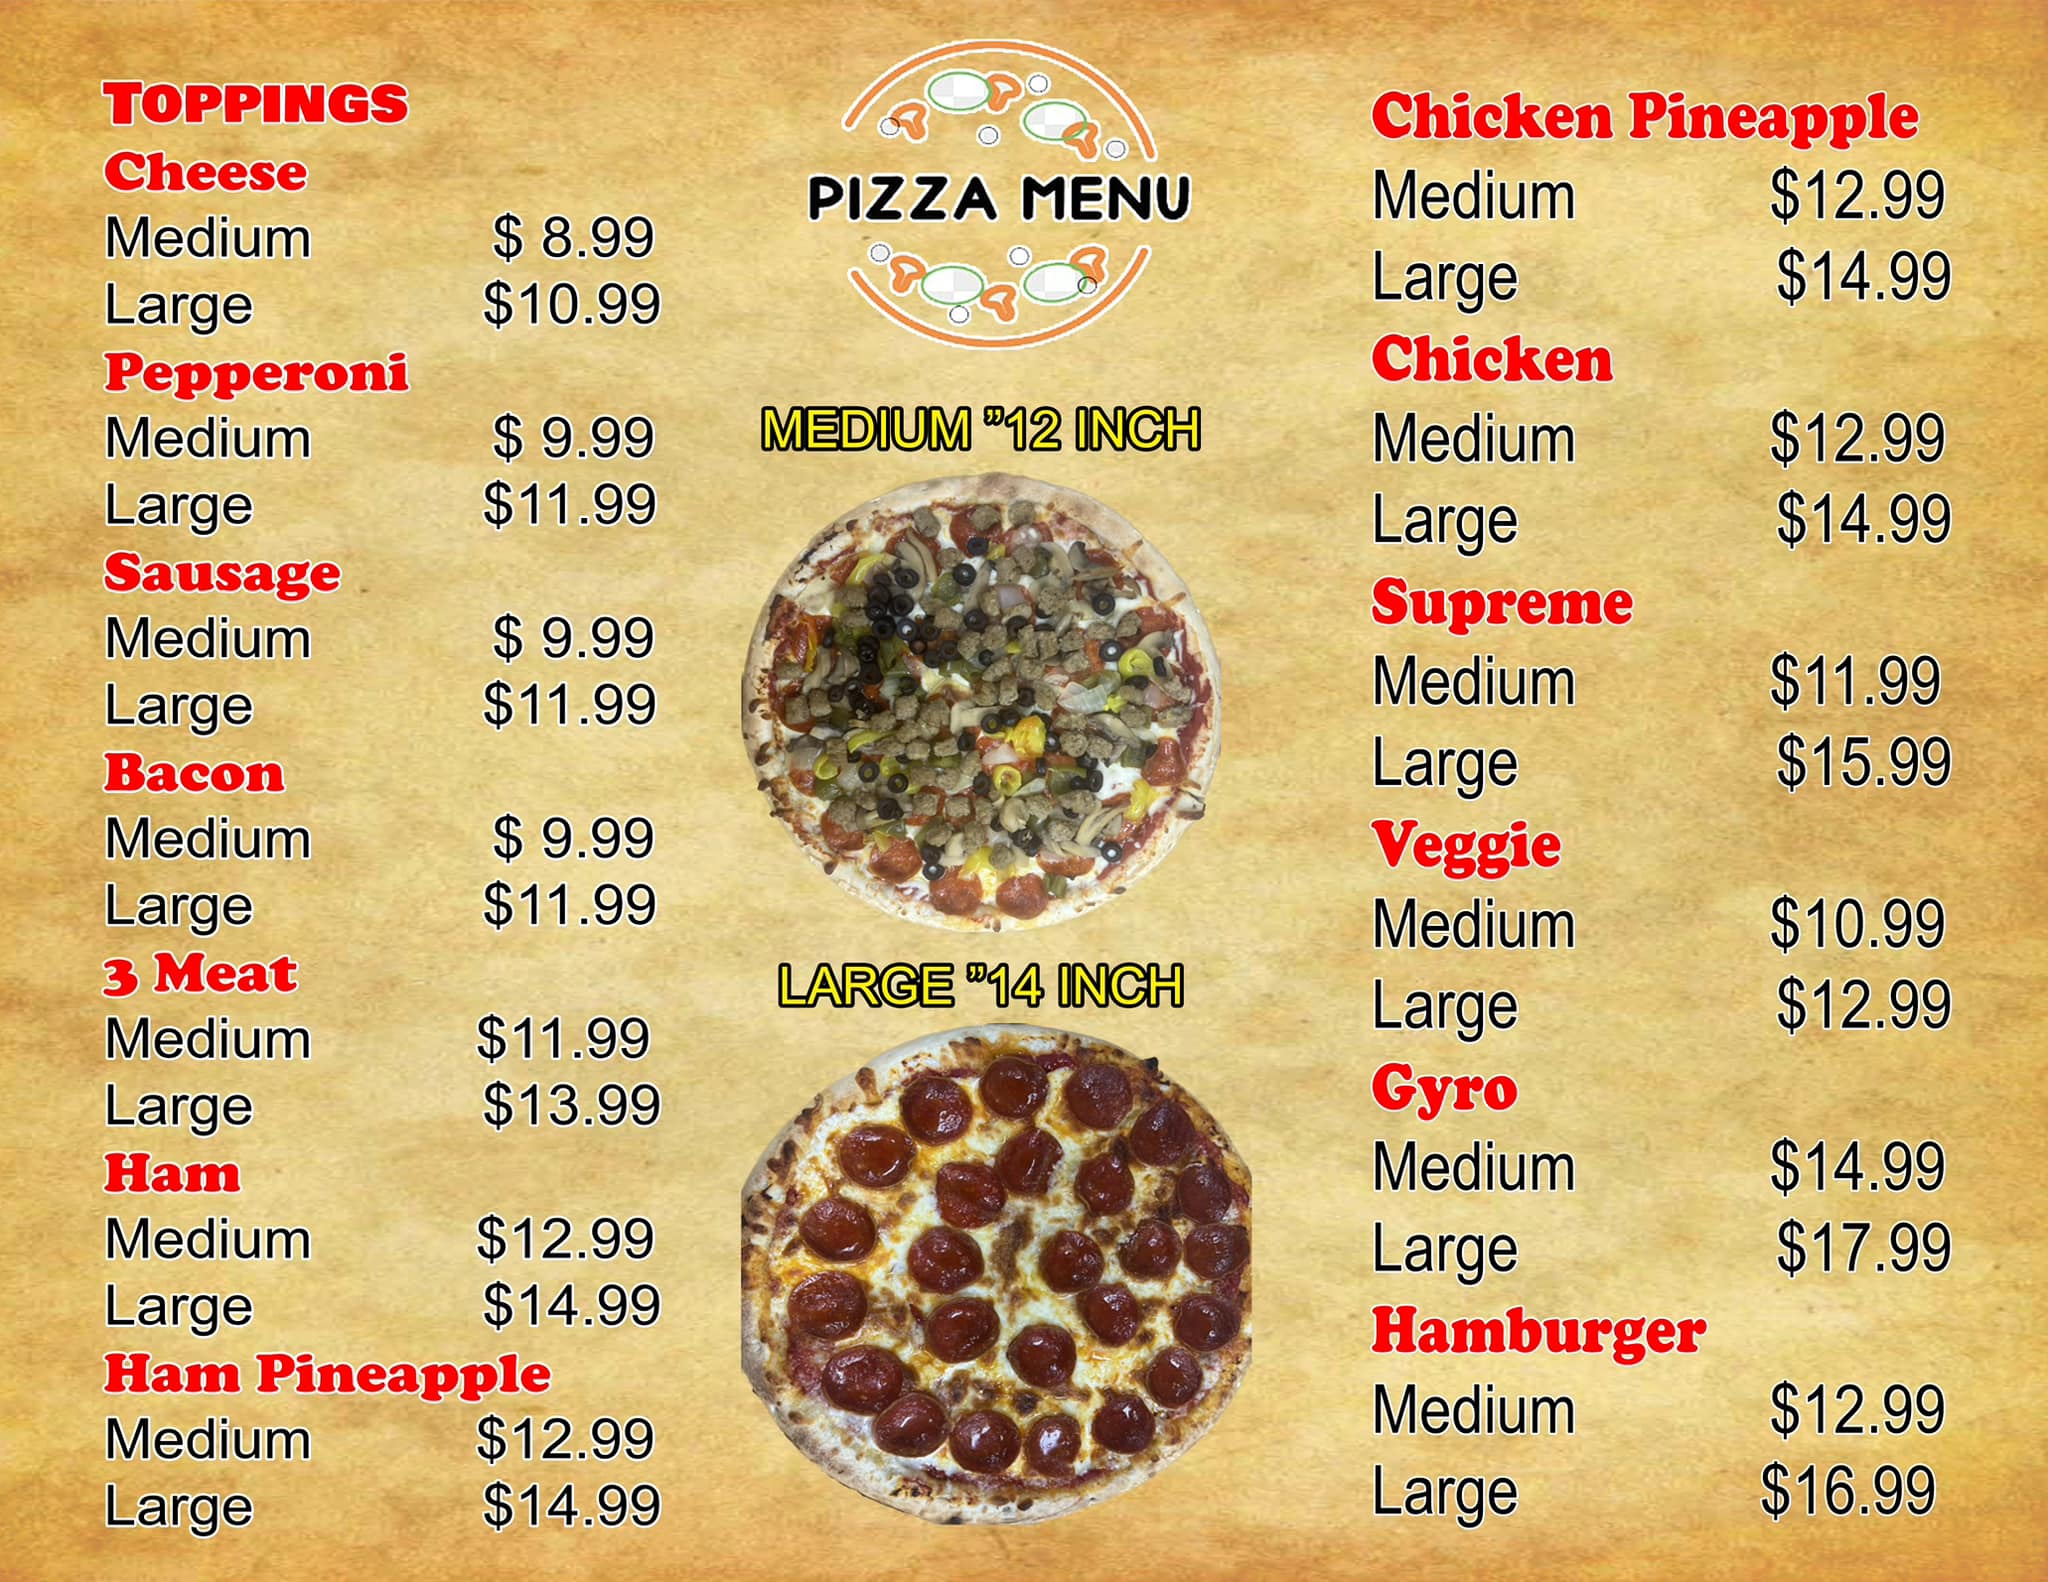 TOPPINGS
Cheese
Medium $ 8.99
Large $10.99
Pepperoni
Medium $ 9.99
Large $11.99
Sausage
Medium $ 9.99
Large $11.99
Bacon
Medium $ 9.99
Large $11.99
3 Meat
Medium $11.99
Large $13.99
Ham
Medium $12.99
Large $14.99
Ham Pineapple
Medium $12.99
Large $14.99
PIZZA MENU
MEDIUM ”12 INCH
LARGE ”14 INCH
Chicken Pineapple
Medium $12.99
Large $14.99
Chicken
Medium $12.99
Large $14.99
Supreme
Medium $11.99
Large $15.99
Veggie
Medium $10.99
Large $12.99
Gyro
Medium $14.99
Large $17.99
Hamburger
Medium $12.99
Large $16.99